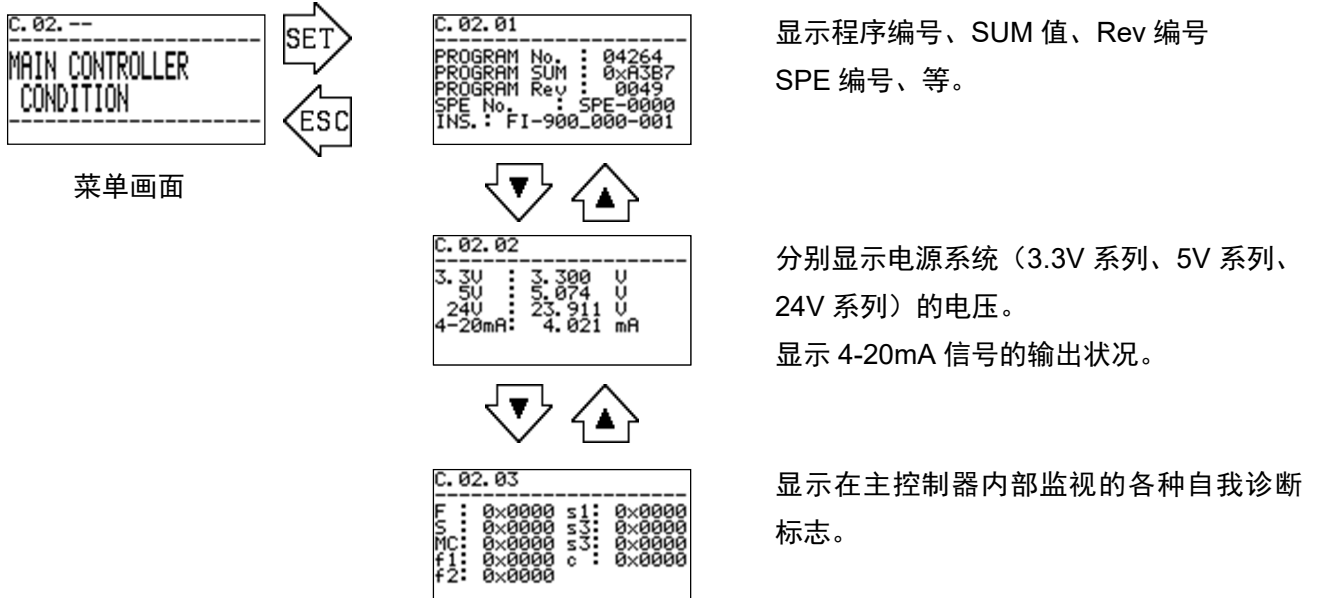 C.02.--
MAIN CONTROLLER
CONDITION
SET
ESC
菜单画面
C.02.01
PROGRAM No. : 04264
PROGRAM SUM : 0xA3B7
PROGRAM Rev : 0049
SPE No. : SPE-0000
INS.: FI-900_000-001
显示程序编号、SUM 值、Rev 编号
SPE 编号、等。
▼ ▲
C.02.02
3.3V : 3.300 V
5V : 5.074 V
24V : 23.911 V
4-20mA: 4.021 mA
分别显示电源系统（3.3V 系列、5V 系列、
24V 系列）的电压。
显示 4-20mA 信号的输出状况。
▼ ▲
C.02.03
F : 0x0000 s1: 0x0000
S : 0x0000 s3: 0x0000
MC: 0x0000 s3: 0x0000
f1: 0x0000 c : 0x0000
f2: 0x0000
显示在主控制器内部监视的各种自我诊断
标志。